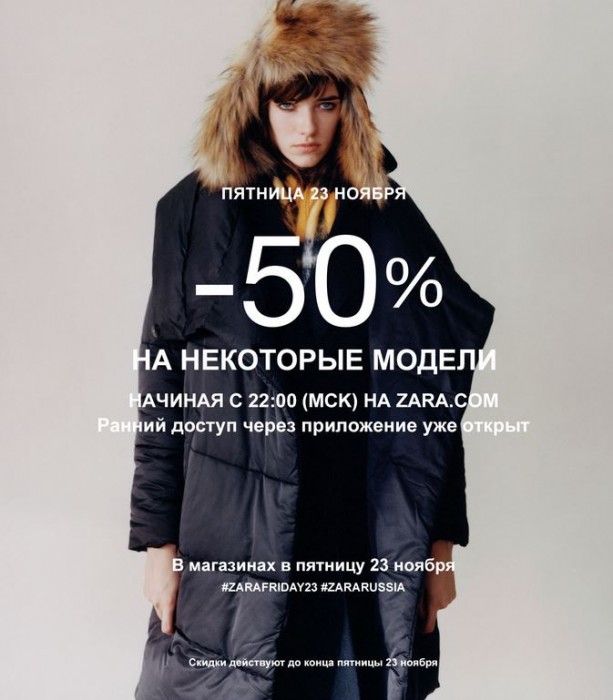 ПЯТНИЦА 23 НОЯБРЯ
-50%
НА НЕКОТОРЫЕ МОДЕЛИ
НАЧИНАЯ С 22:00 (МСК) НА ZARA.COM
Ранний доступ через приложение уже открыт
В магазинах в пятницу 23 ноября
#ZARAFRIDAY23 #ZARARUSSIA
Скидки действуют до конца пятницы 23 ноября